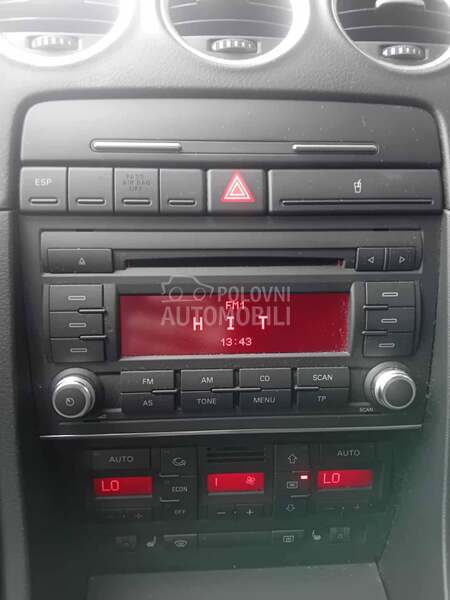 ESP
PASS
AIR BAG
OFF
POLOVNI
AUTOMOBILI
FM1
H I T
13:43
FM
AM
CD
SCAN
AS
TONE
MENU
TP
SCAN
AUTO
AUTO
LO
ECON
1
LO
OFF
- +
- +
- +